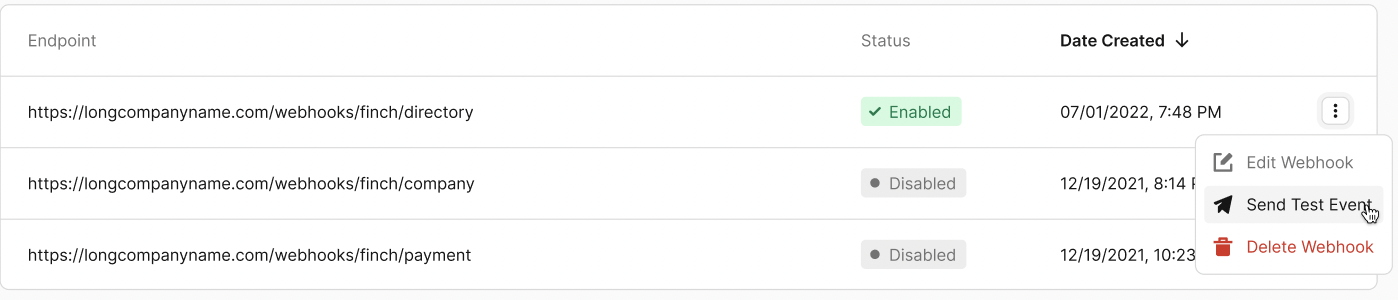 Endpoint Status Date Created
https://longcompanyname.com/webhooks/finch/directory Enabled 07/01/2022, 7:48 PM
Edit Webhook
https://longcompanyname.com/webhooks/finch/company Disabled 12/19/2021, 8:14
Send Test Event
https://longcompanyname.com/webhooks/finch/payment Disabled 12/19/2021, 10:23
Delete Webhook